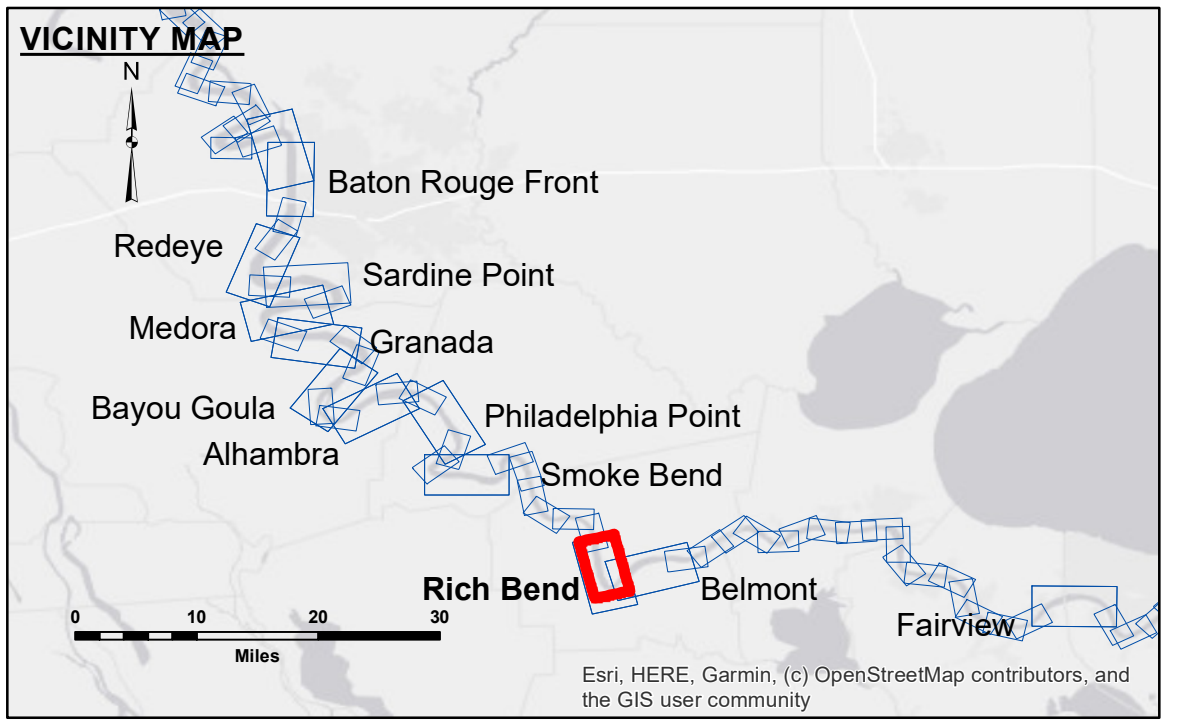 VICINITY MAP
N
Baton Rouge Front
Redeye
Sardine Point
Medora
Granada
Bayou Goula
Philadelphia Point
Alhambra
Smoke Bend
Rich Bend
Belmont
Fairview
0 10 20 30
Miles
Esri, HERE, Garmin, (c) OpenStreetMap contributors, and
the GIS user community